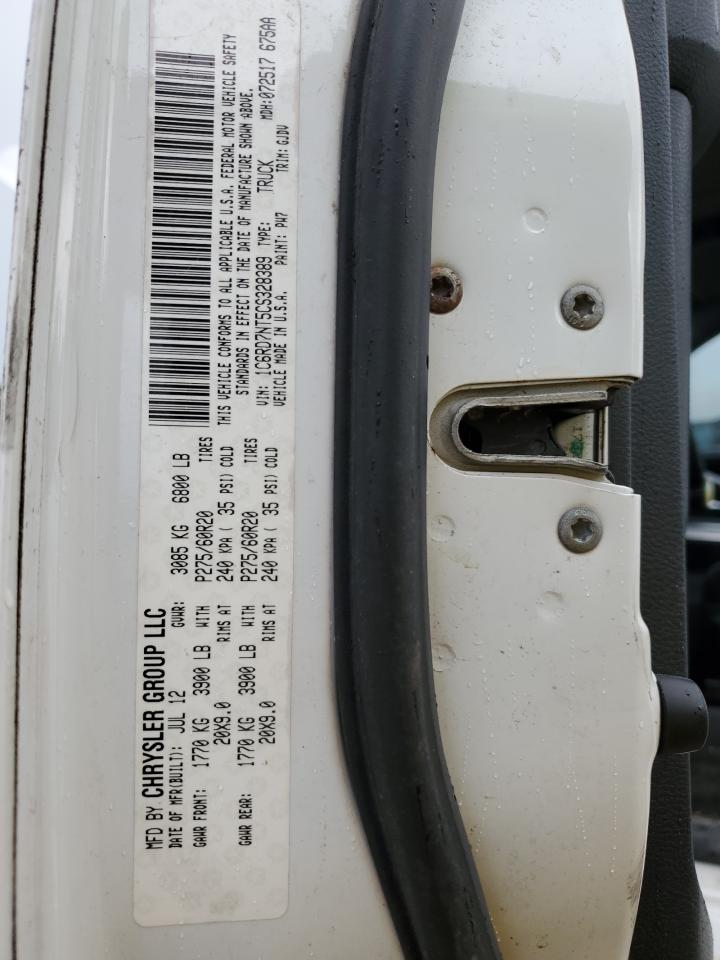 MFD BY CHRYSLER GROUP LLC
DATE OF MFR(BUILT): JUL 12 GVWR: 3085 KG 6800 LB
GAWR FRONT: 1770 KG 3900 LB WITH P275/60R20 TIRES
20X9.0 RIMS AT 240 KPA ( 35 PSI) COLD
GAWR REAR: 1770 KG 3900 LB WITH P275/60R20 TIRES
20X9.0 RIMS AT 240 KPA ( 35 PSI) COLD
THIS VEHICLE CONFORMS TO ALL APPLICABLE U.S.A. FEDERAL MOTOR VEHICLE SAFETY
STANDARDS IN EFFECT ON THE DATE OF MANUFACTURE SHOWN ABOVE.
VIN: 1C6RD7NT5CS328389 TYPE: TRUCK MDH:072517 675AA
VEHICLE MADE IN U.S.A. PAINT: PW7 TRIM: GJDV